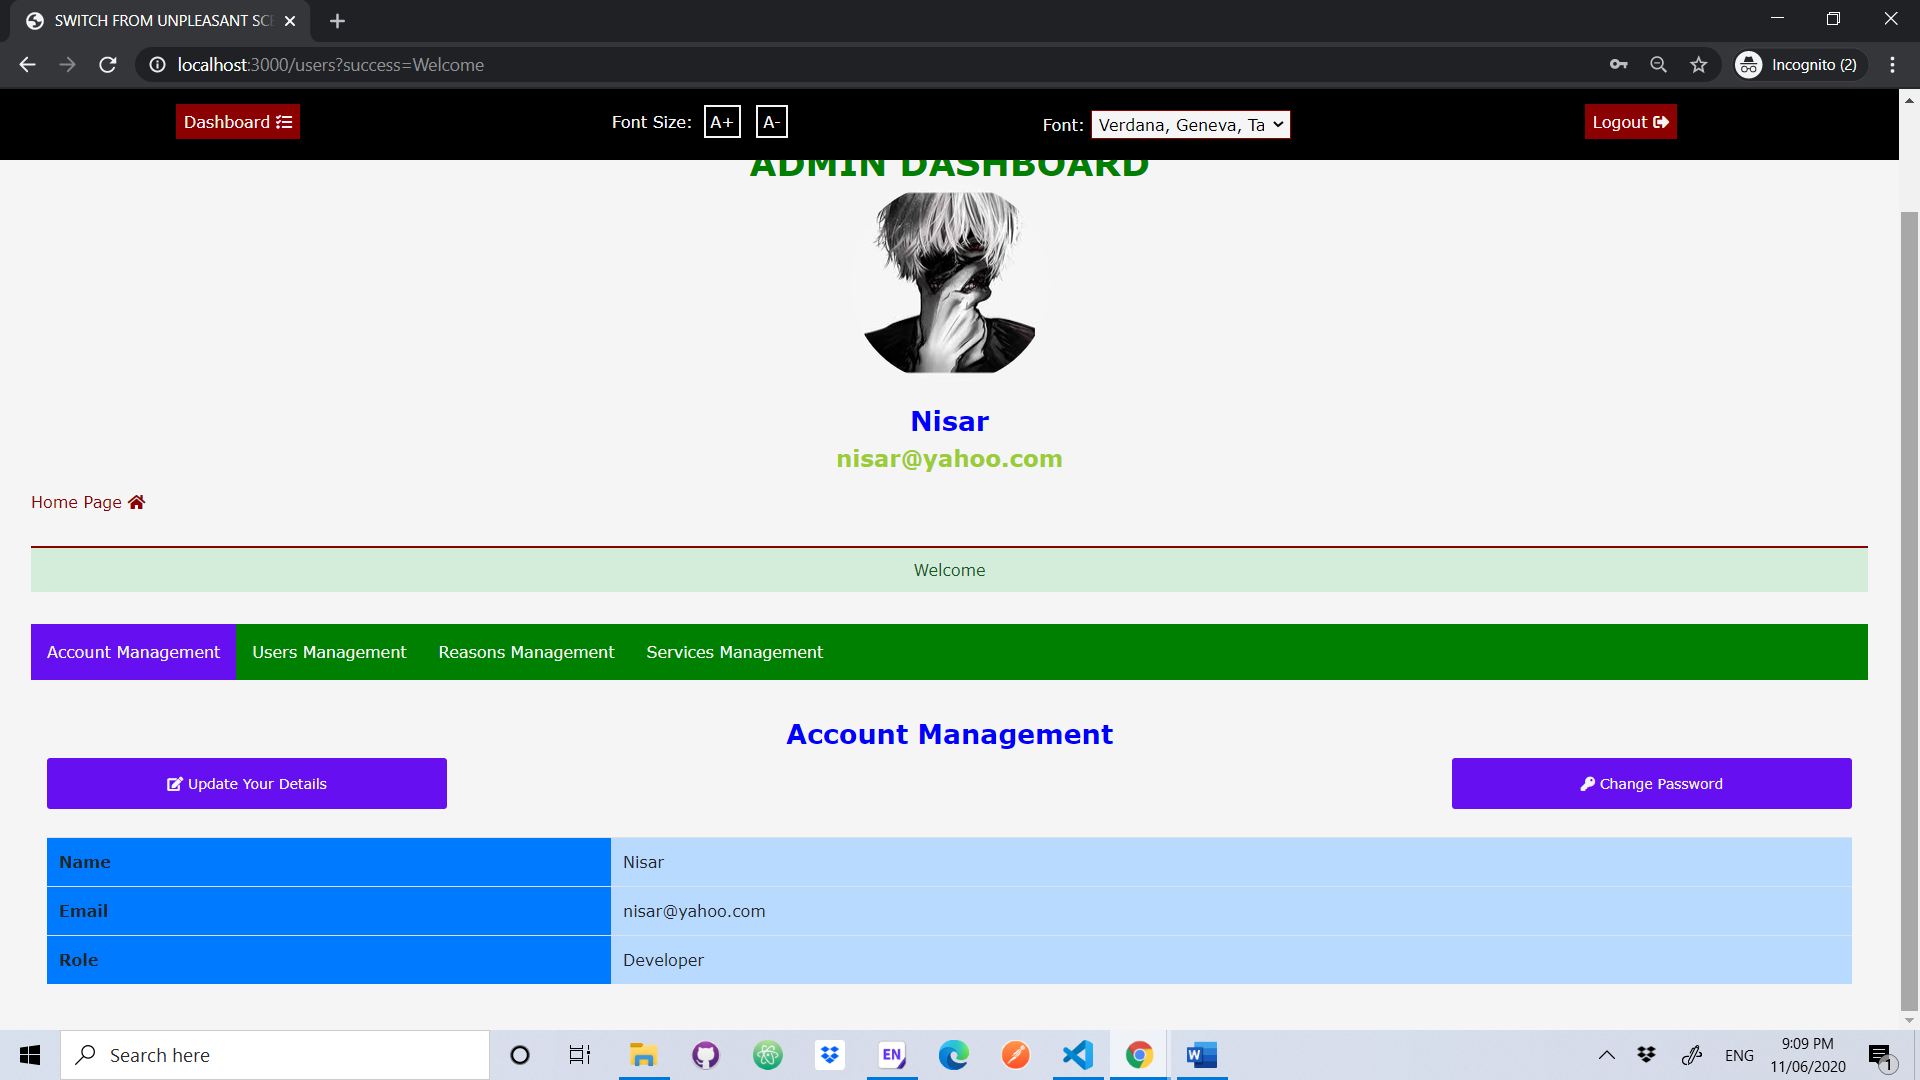 SWITCH FROM UNPLEASANT SCE
localhost:3000/users?success=Welcome
Incognito (2)
Dashboard
Font Size: A+ A-
Font: Verdana, Geneva, Ta
Logout
ADMIN DASHBOARD
Nisar
nisar@yahoo.com
Home Page
Welcome
Account Management Users Management Reasons Management Services Management
Account Management
Update Your Details
Change Password
Name Nisar
Email nisar@yahoo.com
Role Developer
Search here
EN
W
ENG
9:09 PM
11/06/2020
1